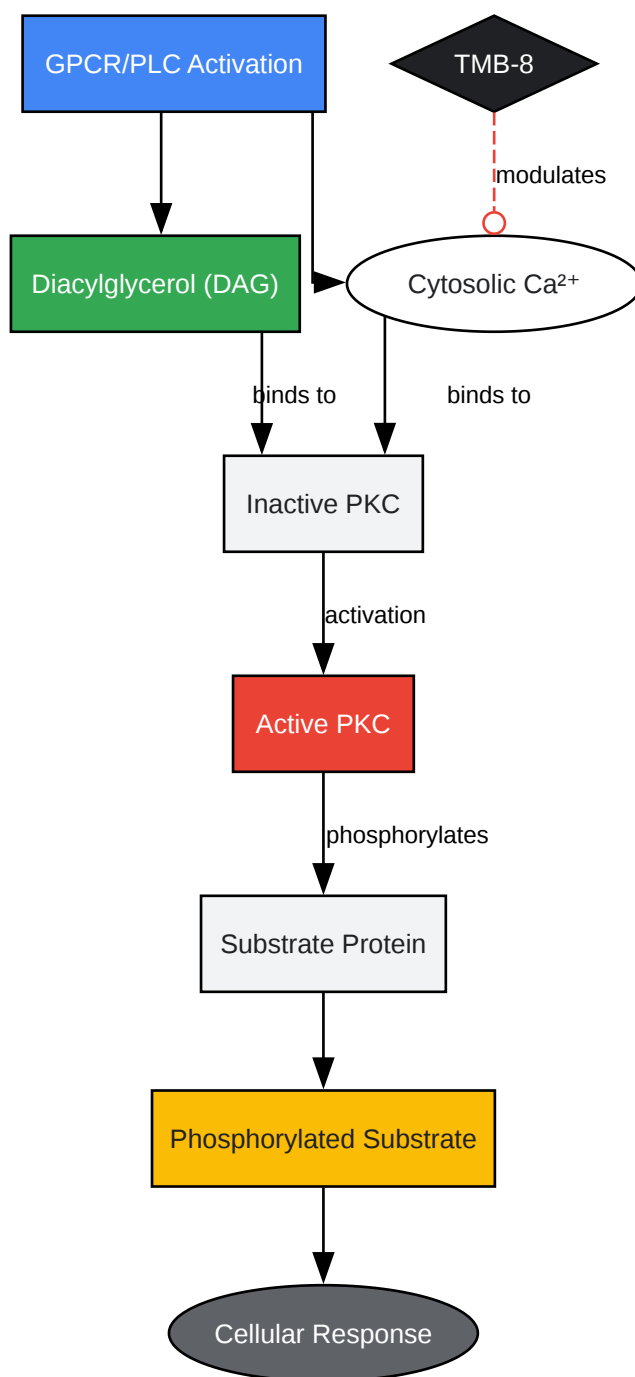 GPCR/PLC Activation
TMB-8
modulates
Diacylglycerol (DAG)
Cytosolic Ca²⁺
binds to
binds to
Inactive PKC
activation
Active PKC
phosphorylates
Substrate Protein
Phosphorylated Substrate
Cellular Response